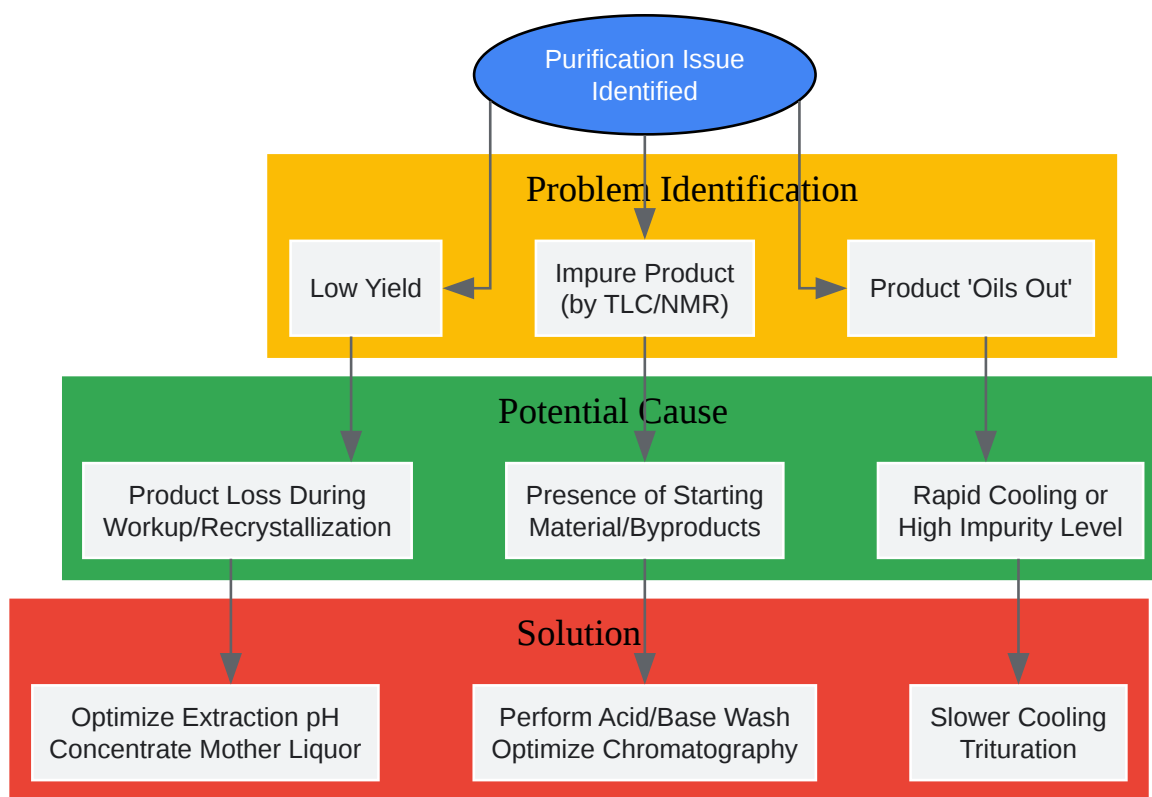 Purification Issue
Identified
Problem Identification
Low Yield
Impure Product
(by TLC/NMR)
Product 'Oils Out'
Potential Cause
Product Loss During
Workup/Recrystallization
Presence of Starting
Material/Byproducts
Rapid Cooling or
High Impurity Level
Solution
Optimize Extraction pH
Concentrate Mother Liquor
Perform Acid/Base Wash
Optimize Chromatography
Slower Cooling
Trituration